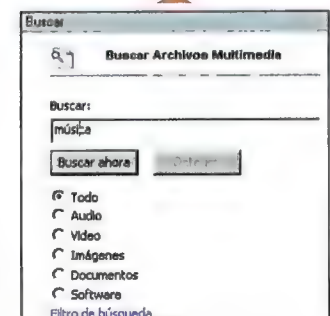 Buscar
Buscar Archivos Multimedia
Buscar:
música
Buscar ahora
Todo
Audio
Video
Imágenes
Documentos
Software
Filtro de búsqueda